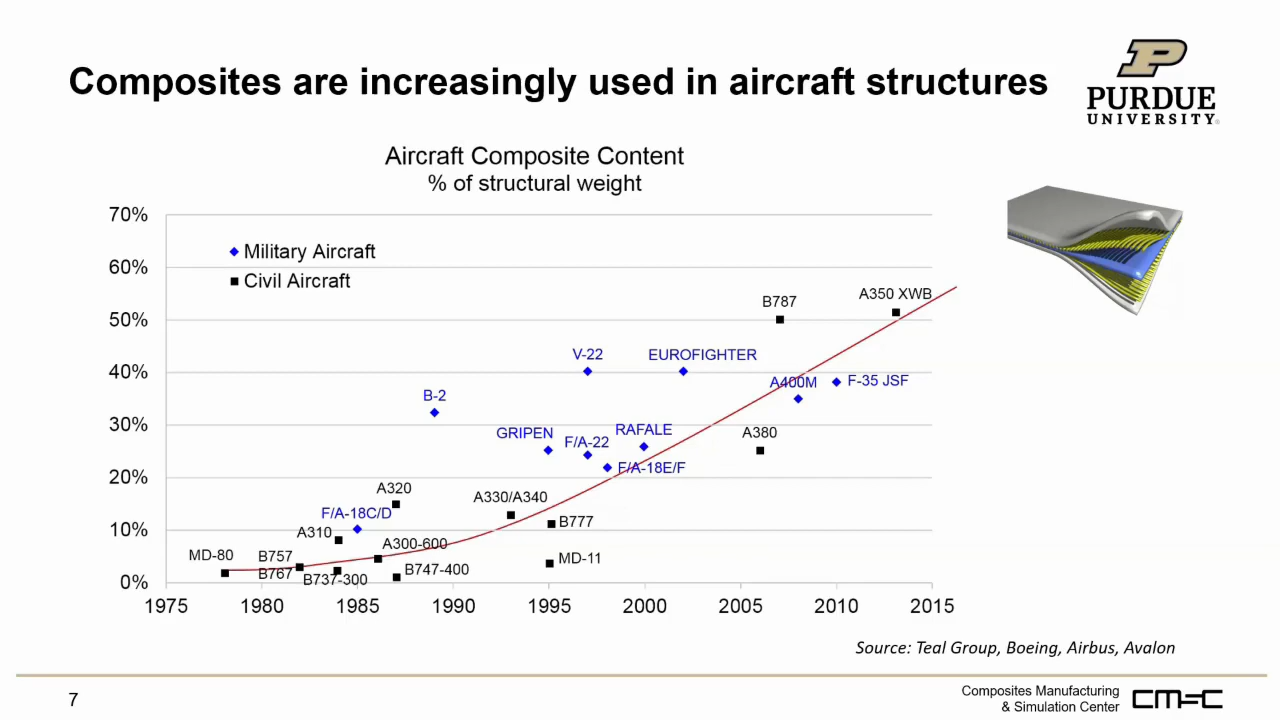 Composites are increasingly used in aircraft structures
P
PURDUE
UNIVERSITY®
Aircraft Composite Content
% of structural weight
70%
60%
50%
40%
30%
20%
10%
0%
Military Aircraft
Civil Aircraft
B787
A350 XWB
V-22
EUROFIGHTER
A400M
F-35 JSF
B-2
GRIPEN
F/A-22
RAFALE
A380
F/A-18E/F
A320
A330/A340
F/A-18C/D
B777
A310
A300-600
MD-80
B757
MD-11
B767
B737-300
B747-400
1975
1980
1985
1990
1995
2000
2005
2010
2015
Source: Teal Group, Boeing, Airbus, Avalon
7
Composites Manufacturing
& Simulation Center
CMSC